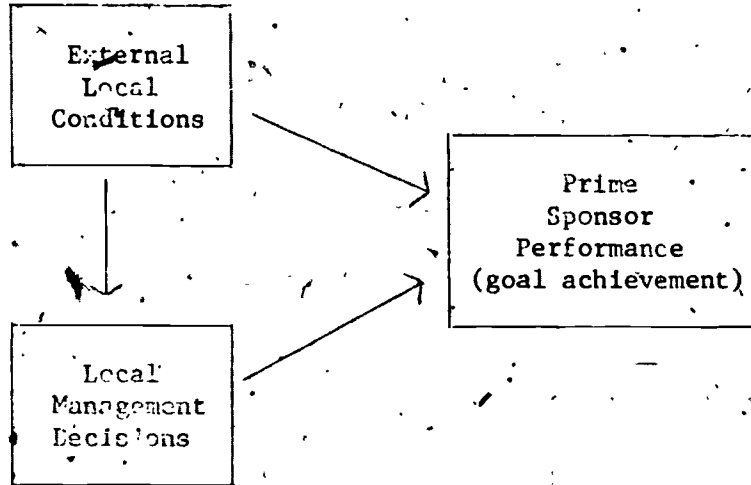 External
Local
Conditions
Prime
Sponsor
Performance
(goal achievement)
Local
Management
Decisions